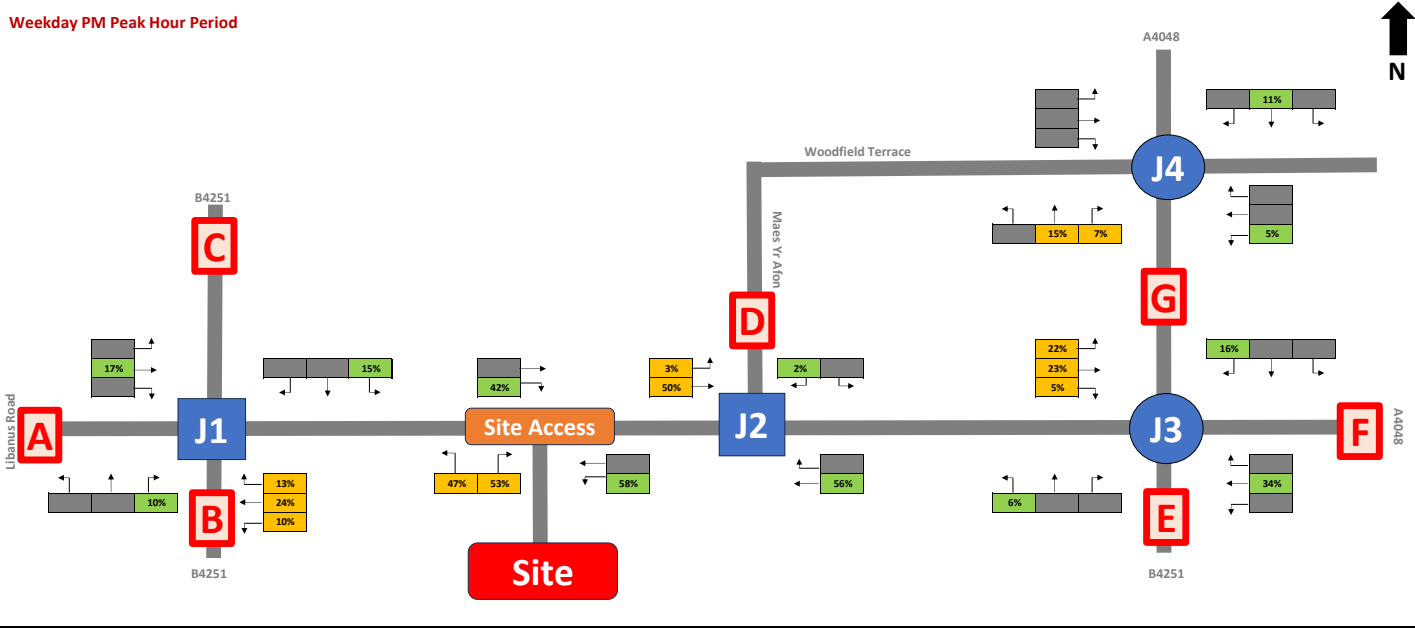 Weekday PM Peak Hour Period
N
A4048
11%
J4
Woodfield Terrace
15% 7%
5%
B4251
C
Maes Yr Afon
D
G
17%
15%
42%
3%
50%
2%
22%
23%
5%
16%
Libanus Road
A
J1
Site Access
J2
J3
F
A4048
10%
B
13%
24%
10%
47% 53%
58%
56%
6%
E
34%
B4251
Site
B4251